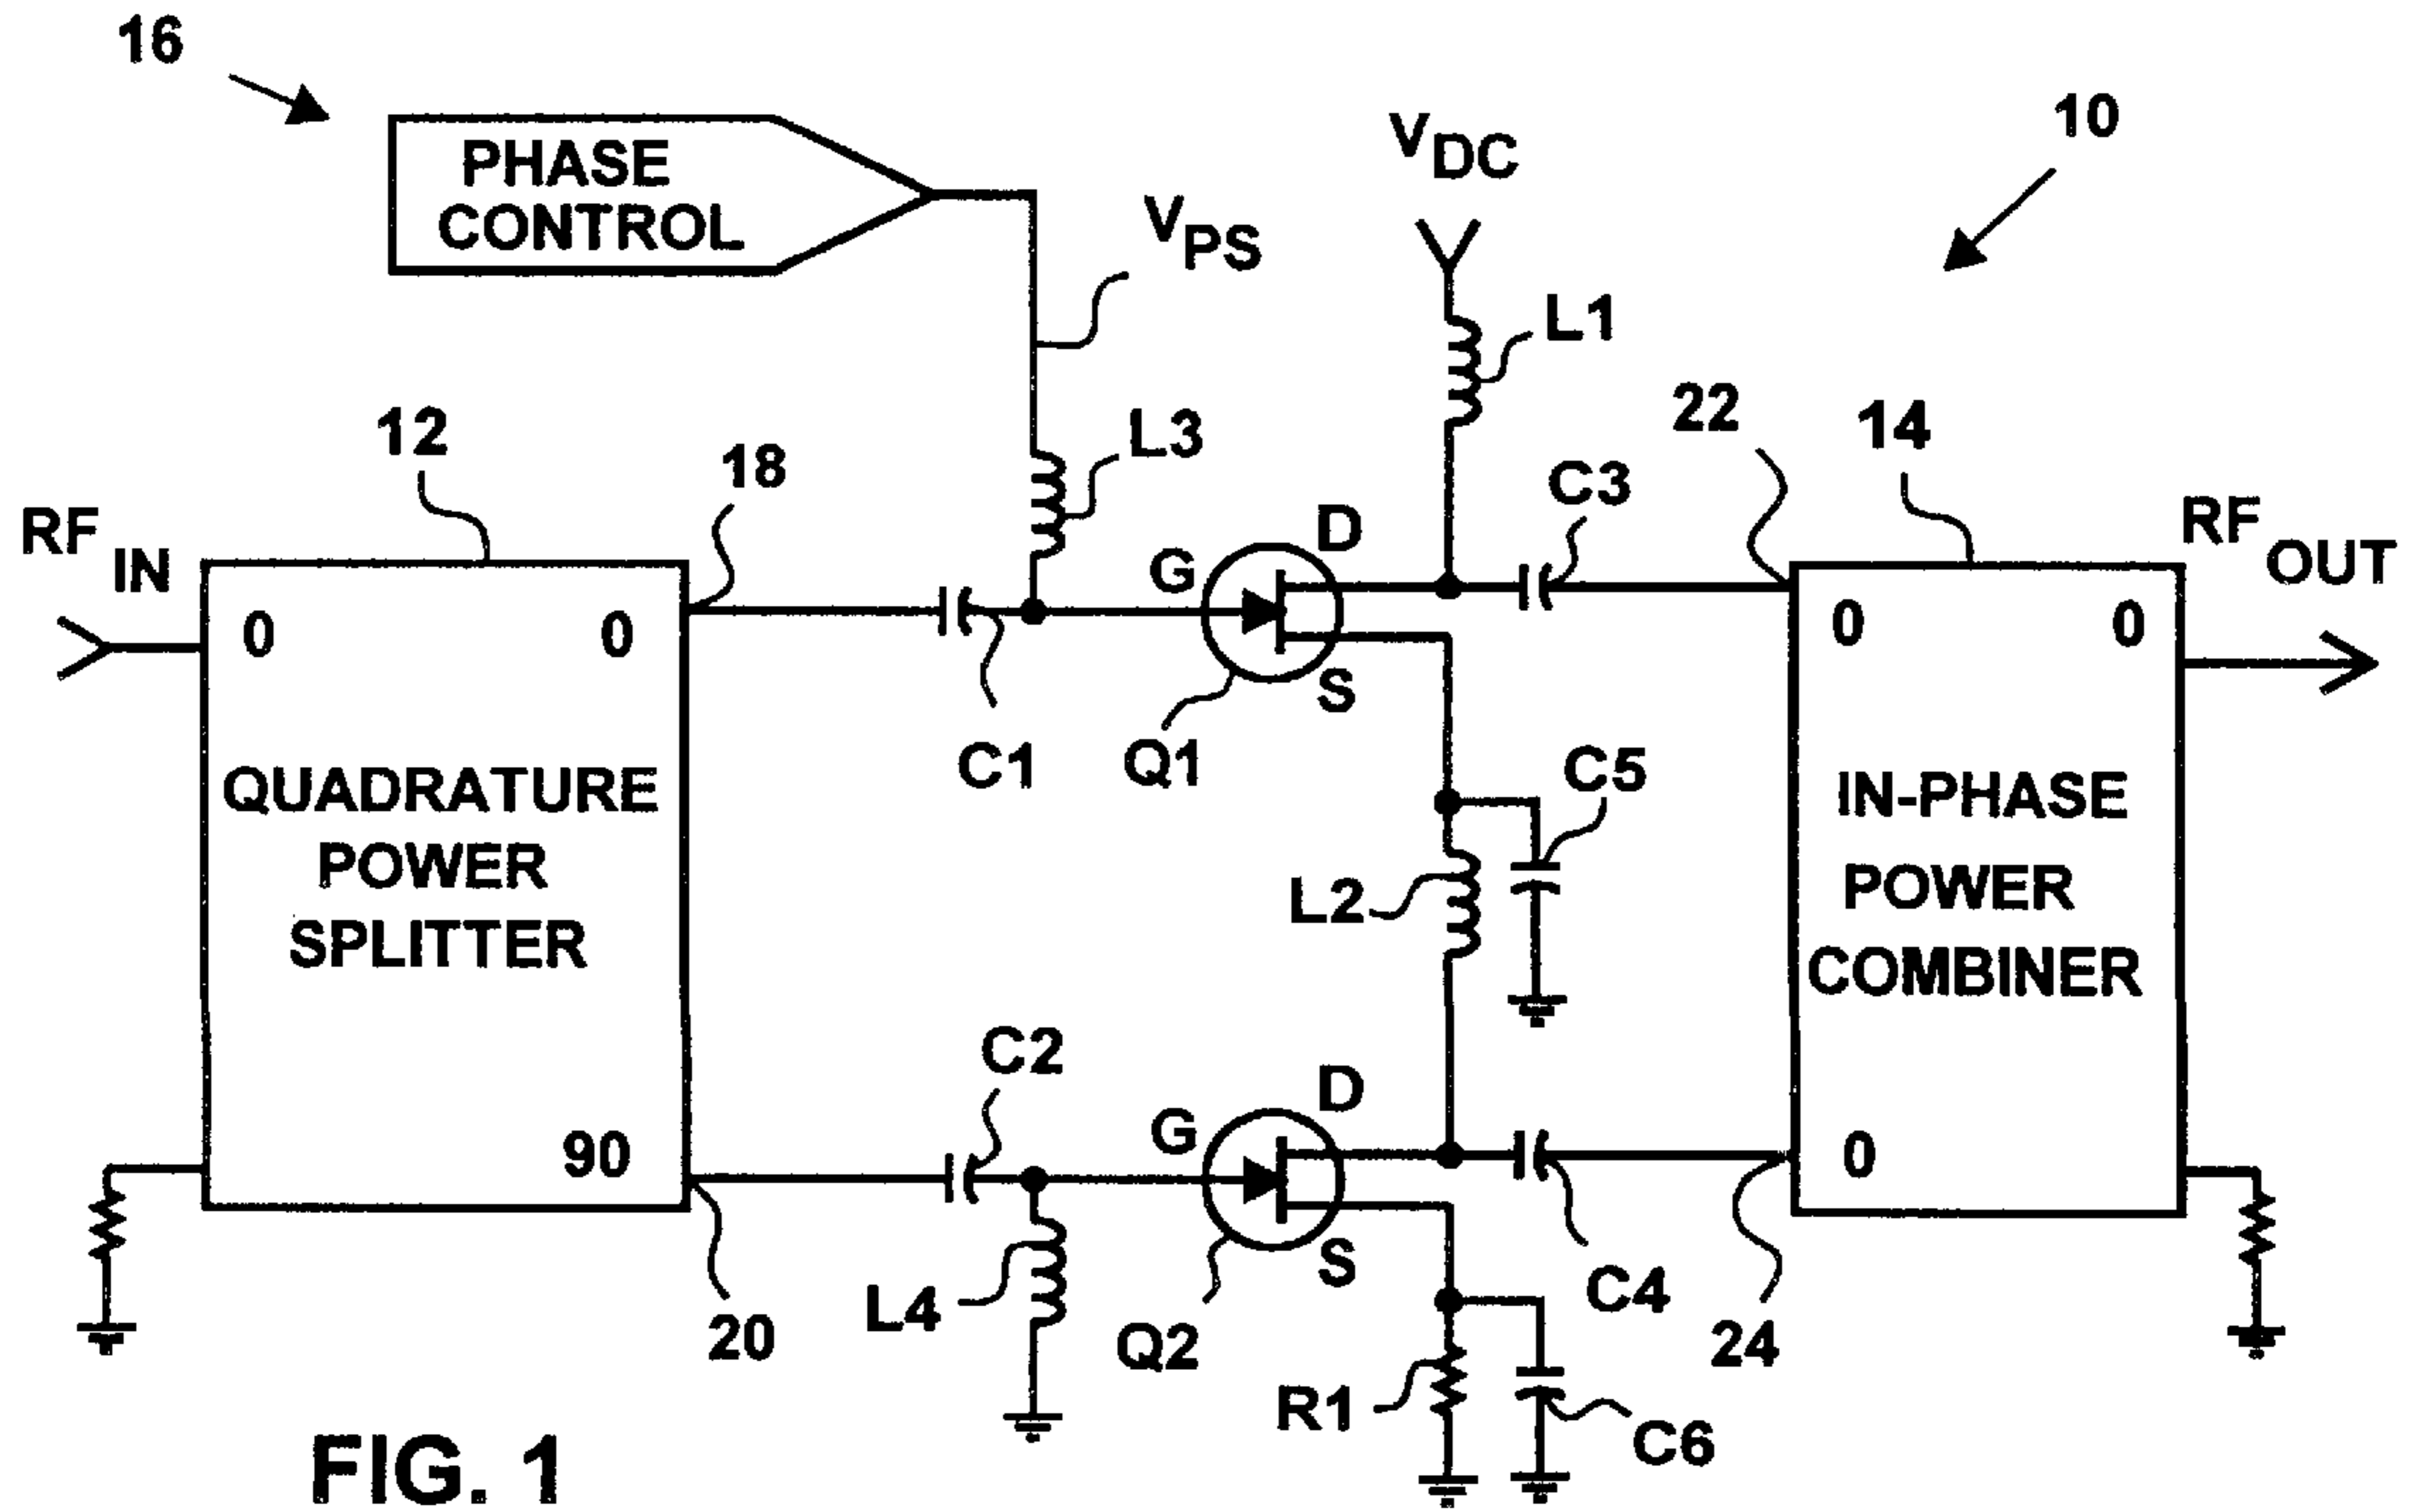 16
PHASE
CONTROL
V PS
V DC
10
L1
L3
12
18
22
14
C3
RF IN
RF OUT
0
0
G
D
S
0
0
C1
Q1
C5
QUADRATURE
POWER
SPLITTER
IN-PHASE
POWER
COMBINER
L2
C2
90
G
D
S
0
L4
20
Q2
C4
24
R1
C6
FIG. 1